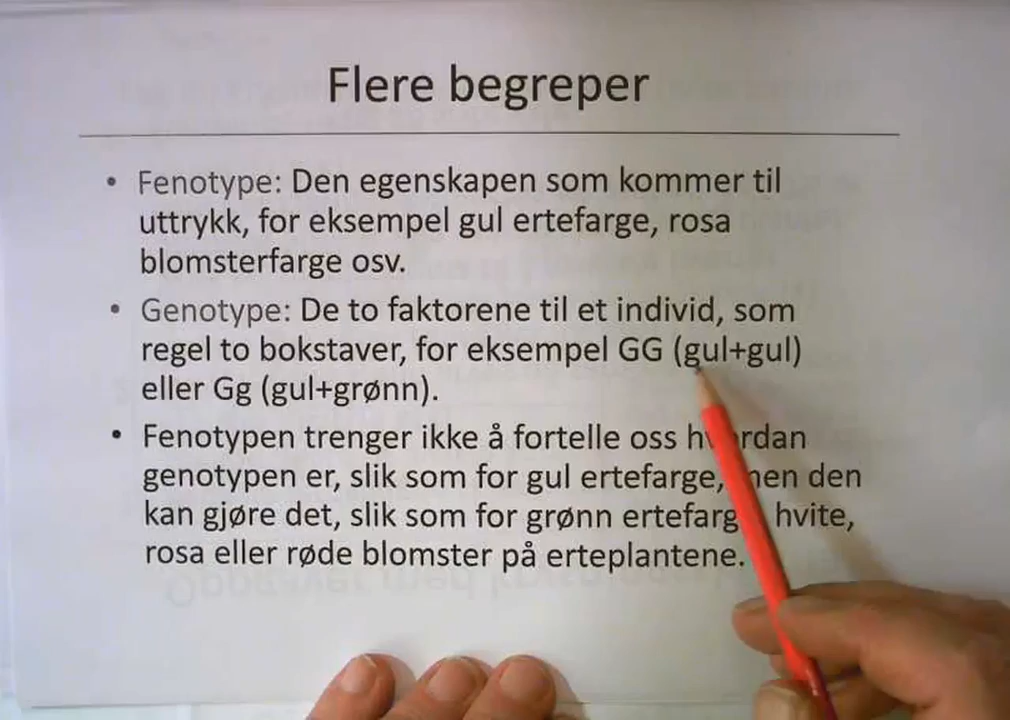 Flere begreper
• Fenotype: Den egenskapen som kommer til
uttrykk, for eksempel gul ertefarge, rosa
blomsterfarge osv.
• Genotype: De to faktorene til et individ, som
regel to bokstaver, for eksempel GG (gul+gul)
eller Gg (gul+grønn).
• Fenotypen trenger ikke å fortelle oss hvordan
genotypen er, slik som for gul ertefarge, men den
kan gjøre det, slik som for grønn ertefarge, hvite,
rosa eller røde blomster på erteplantene.